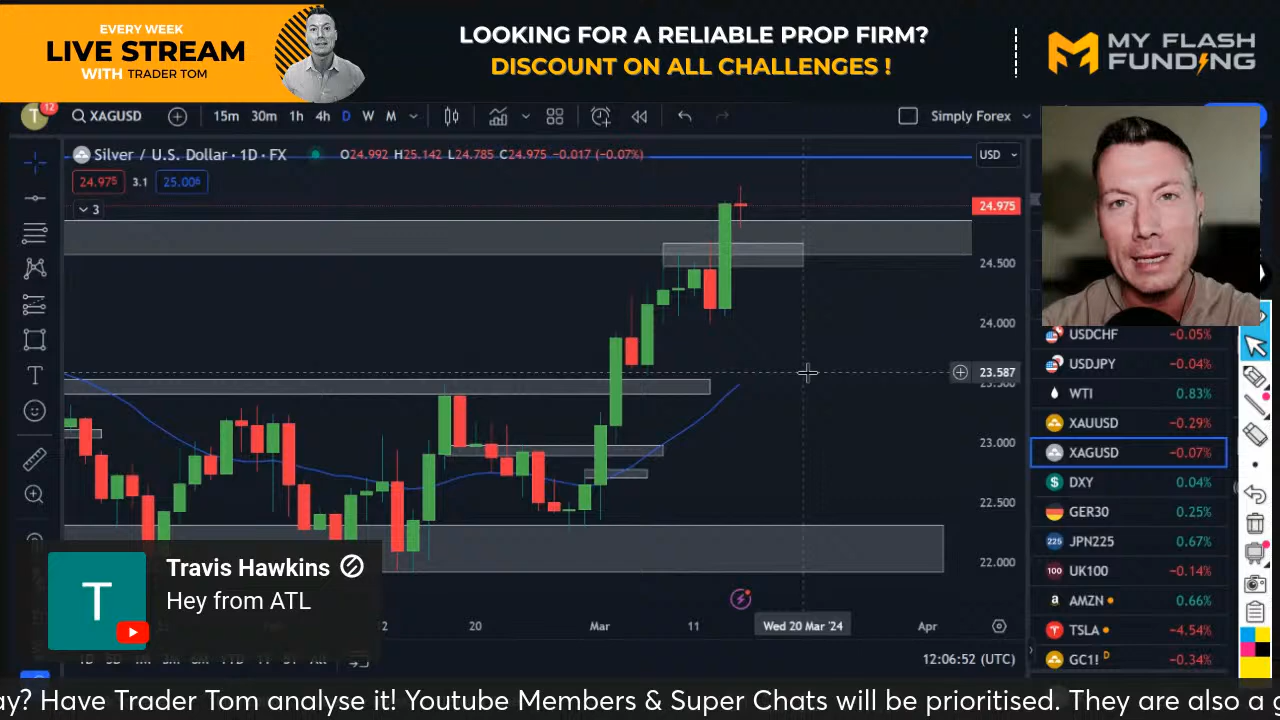 EVERY WEEK
LIVE STREAM
WITH TRADER TOM
LOOKING FOR A RELIABLE PROP FIRM?
DISCOUNT ON ALL CHALLENGES !
MY FLASH
FUNDING
T
12
XAGUSD
15m 30m 1h 4h D W M
Simply Forex
Silver / U.S. Dollar · 1D · FX
O24.992 H25.142 L24.785 C24.975 -0.017 (-0.07%)
USD
24.975 3.1 25.006
3
24.975
24.500
24.000
23.587
23.500
23.000
22.500
22.000
USDCHF -0.05%
USDJPY -0.04%
WTI 0.83%
XAUUSD -0.29%
XAGUSD -0.07%
DXY 0.04%
GER30 0.25%
JPN225 0.67%
UK100 -0.14%
AMZN 0.66%
TSLA -4.54%
GC1! D -0.34%
T
Travis Hawkins
Hey from ATL
20 Mar 11 Wed 20 Mar '24 Apr
12:06:52 (UTC)
ay? Have Trader Tom analyse it! Youtube Members & Super Chats will be prioritised. They are also a g